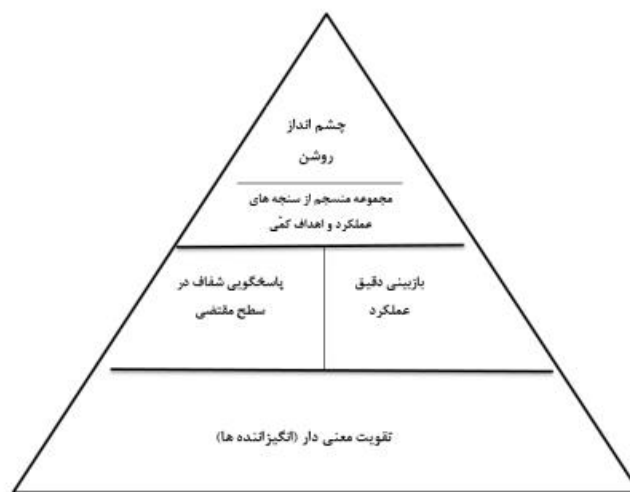 چشم انداز
روشن
مجموعه منسجم از سنجه های
عملکرد و اهداف کمّی
بازبینی دقیق
عملکرد
پاسخگویی شفاف در
سطح مقتضی
تقویت معنی دار (انگیزاننده ها)